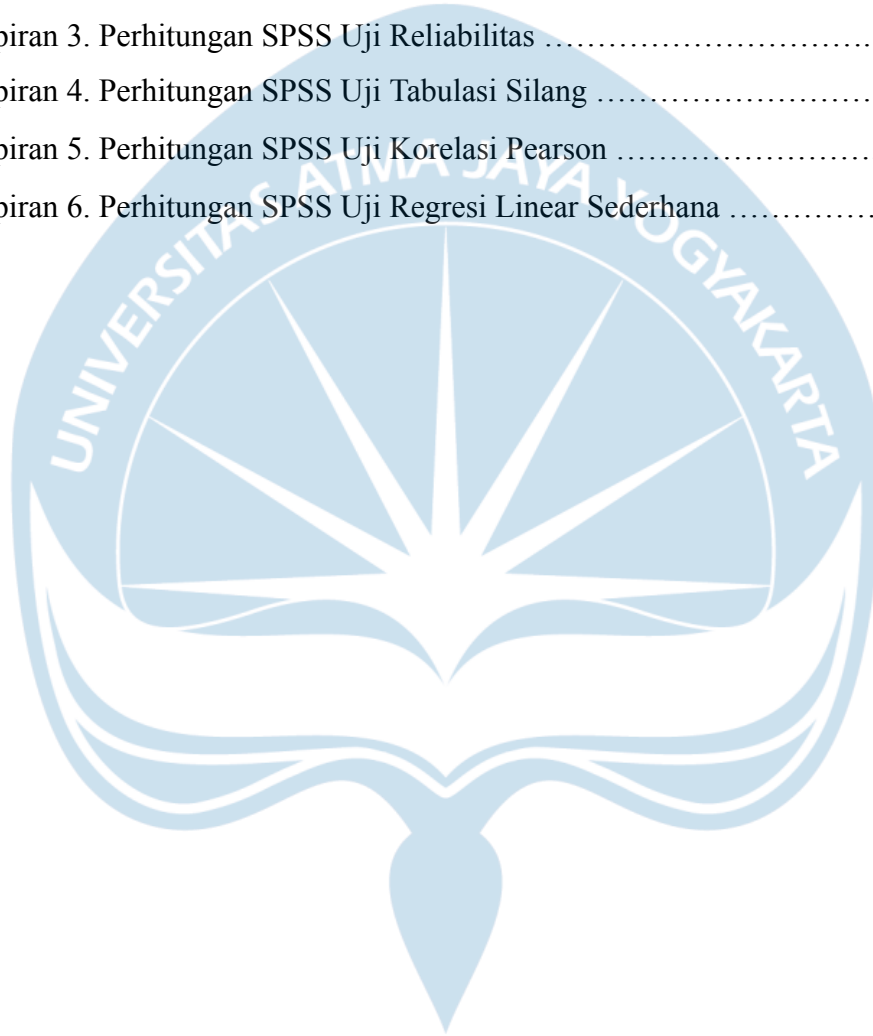 piran 3. Perhitungan SPSS Uji Reliabilitas ……………………………
piran 4. Perhitungan SPSS Uji Tabulasi Silang ………………………
piran 5. Perhitungan SPSS Uji Korelasi Pearson ……………………
piran 6. Perhitungan SPSS Uji Regresi Linear Sederhana ……………
UNIVERSITAS ATMA JAYA YOGYAKARTA